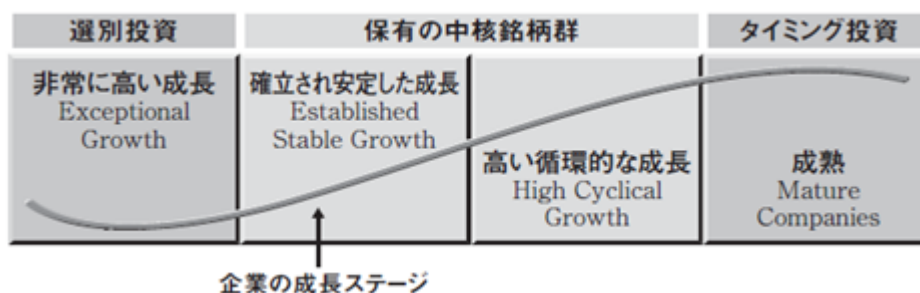 選別投資
保有の中核銘柄群
タイミング投資
非常に高い成長
Exceptional
Growth
確立され安定した成長
Established
Stable Growth
高い循環的な成長
High Cyclical
Growth
成熟
Mature
Companies
企業の成長ステージ